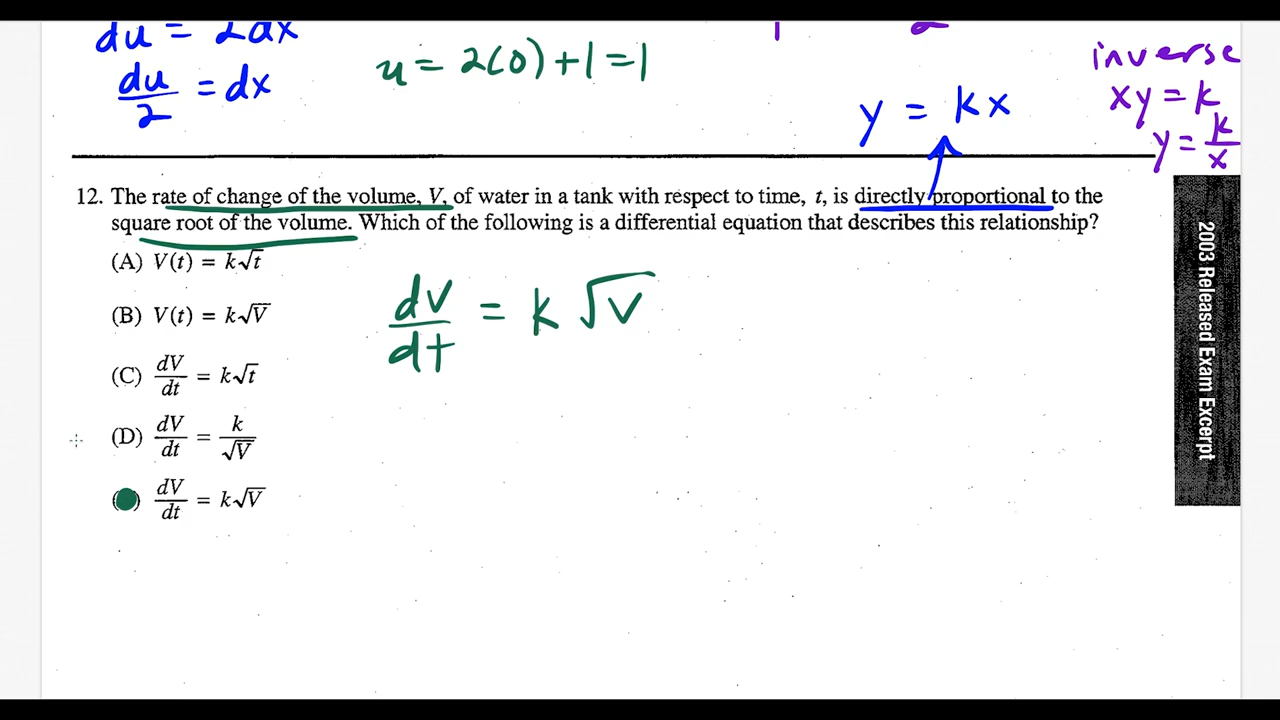 du = 2dx
du/2 = dx
u = 2(0) + 1 = 1
y = kx
inverse
xy = k
y = k/x
12. The rate of change of the volume, V, of water in a tank with respect to time, t, is directly proportional to the
square root of the volume. Which of the following is a differential equation that describes this relationship?
(A) V(t) = k√t
(B) V(t) = k√V
(C) dV/dt = k√t
(D) dV/dt = k/√V
dV/dt = k√V
dV/dt = k√V
2003 Released Exam Excerpt